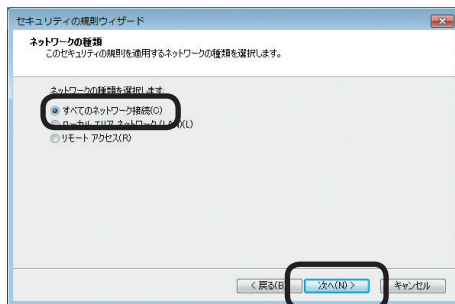 セキュリティの規則ウィザード
ネットワークの種類
このセキュリティの規則を適用するネットワークの種類を選択します。
ネットワークの種類を選択します:
すべてのネットワーク接続(C)
ローカル エリア ネットワーク (LAN)(L)
リモート アクセス(R)
< 戻る(B) 次へ(N) > キャンセル